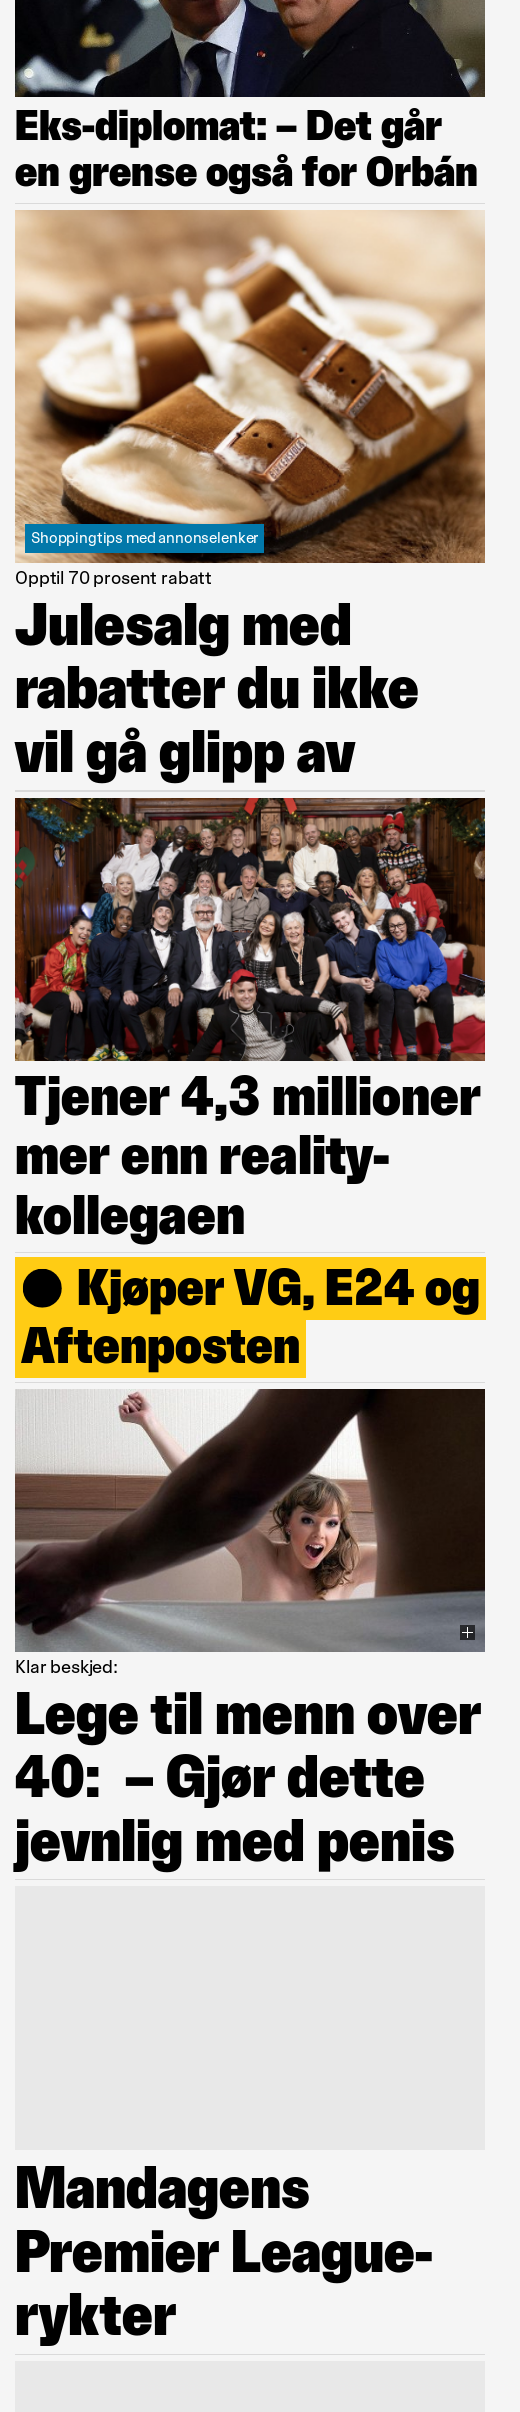 Eks-diplomat: – Det går
en grense også for Orbán
BIRKENSTOCK
Shoppingtips med annonselenker
Opptil 70 prosent rabatt
Julesalg med
rabatter du ikke
vil gå glipp av
Tjener 4,3 millioner
mer enn reality-
kollegaen
● Kjøper VG, E24 og
Aftenposten
Klar beskjed:
Lege til menn over
40: – Gjør dette
jevnlig med penis
Mandagens
Premier League-
rykter